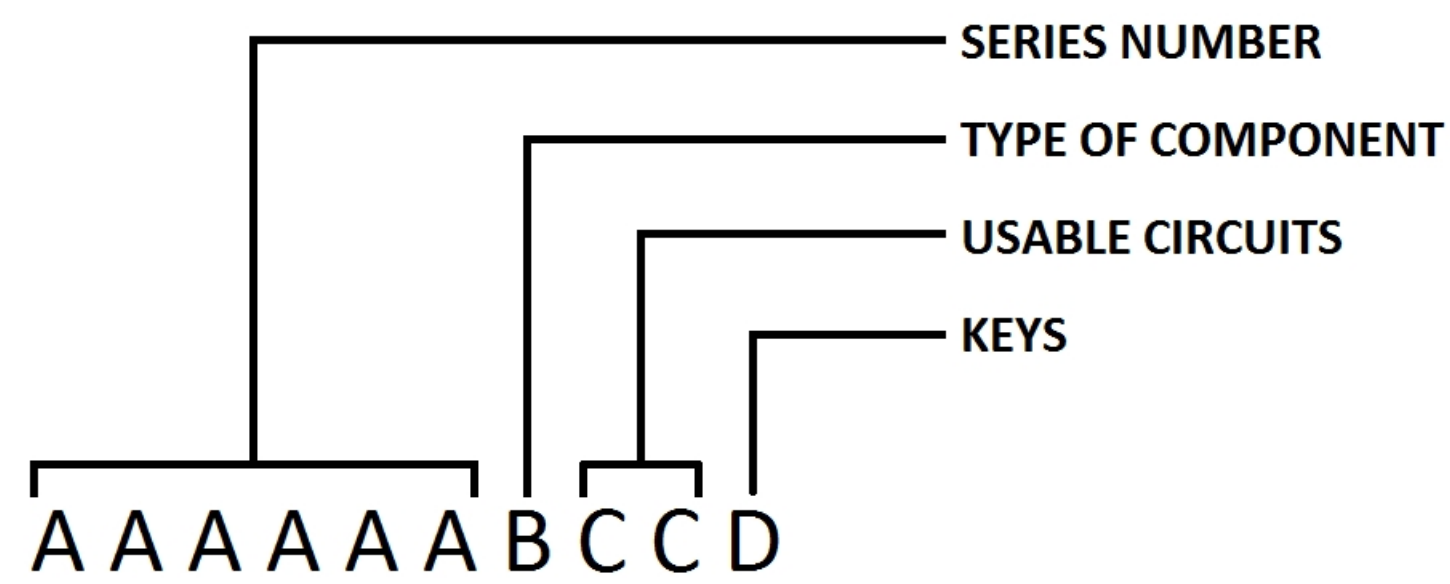 SERIES NUMBER
TYPE OF COMPONENT
USABLE CIRCUITS
KEYS
A A A A A A B C C D